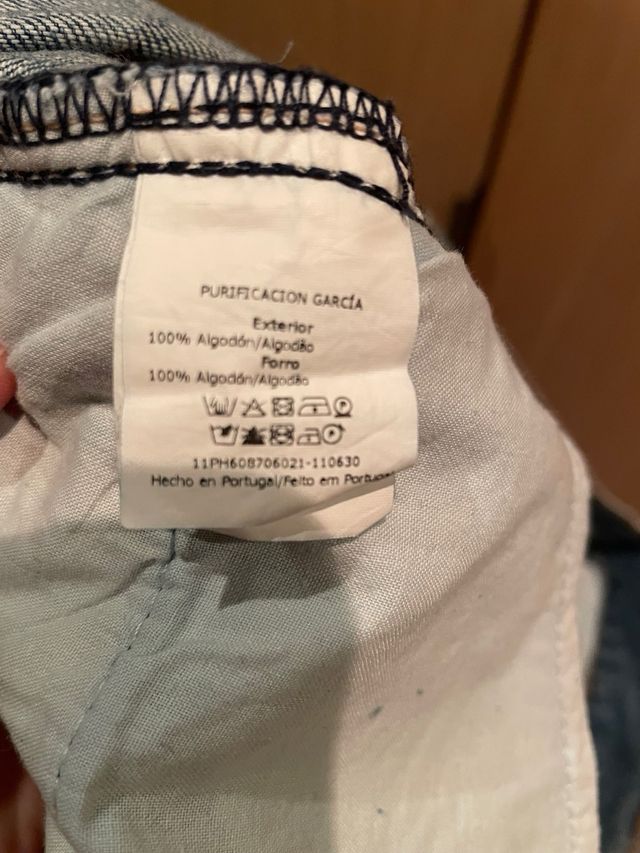 PURIFICACION GARCÍA
Exterior
100% Algodón/Algodão
Forro
100% Algodón/Algodão
11PH608706021-110630
Hecho en Portugal/Feito em Portugal